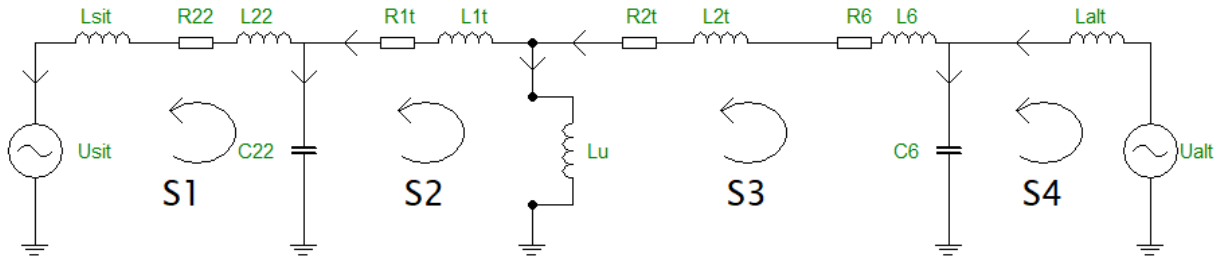 Lsit R22 L22 R1t L1t R2t L2t R6 L6 Lalt
Usit C22 Lu C6 Ualt
S1 S2 S3 S4